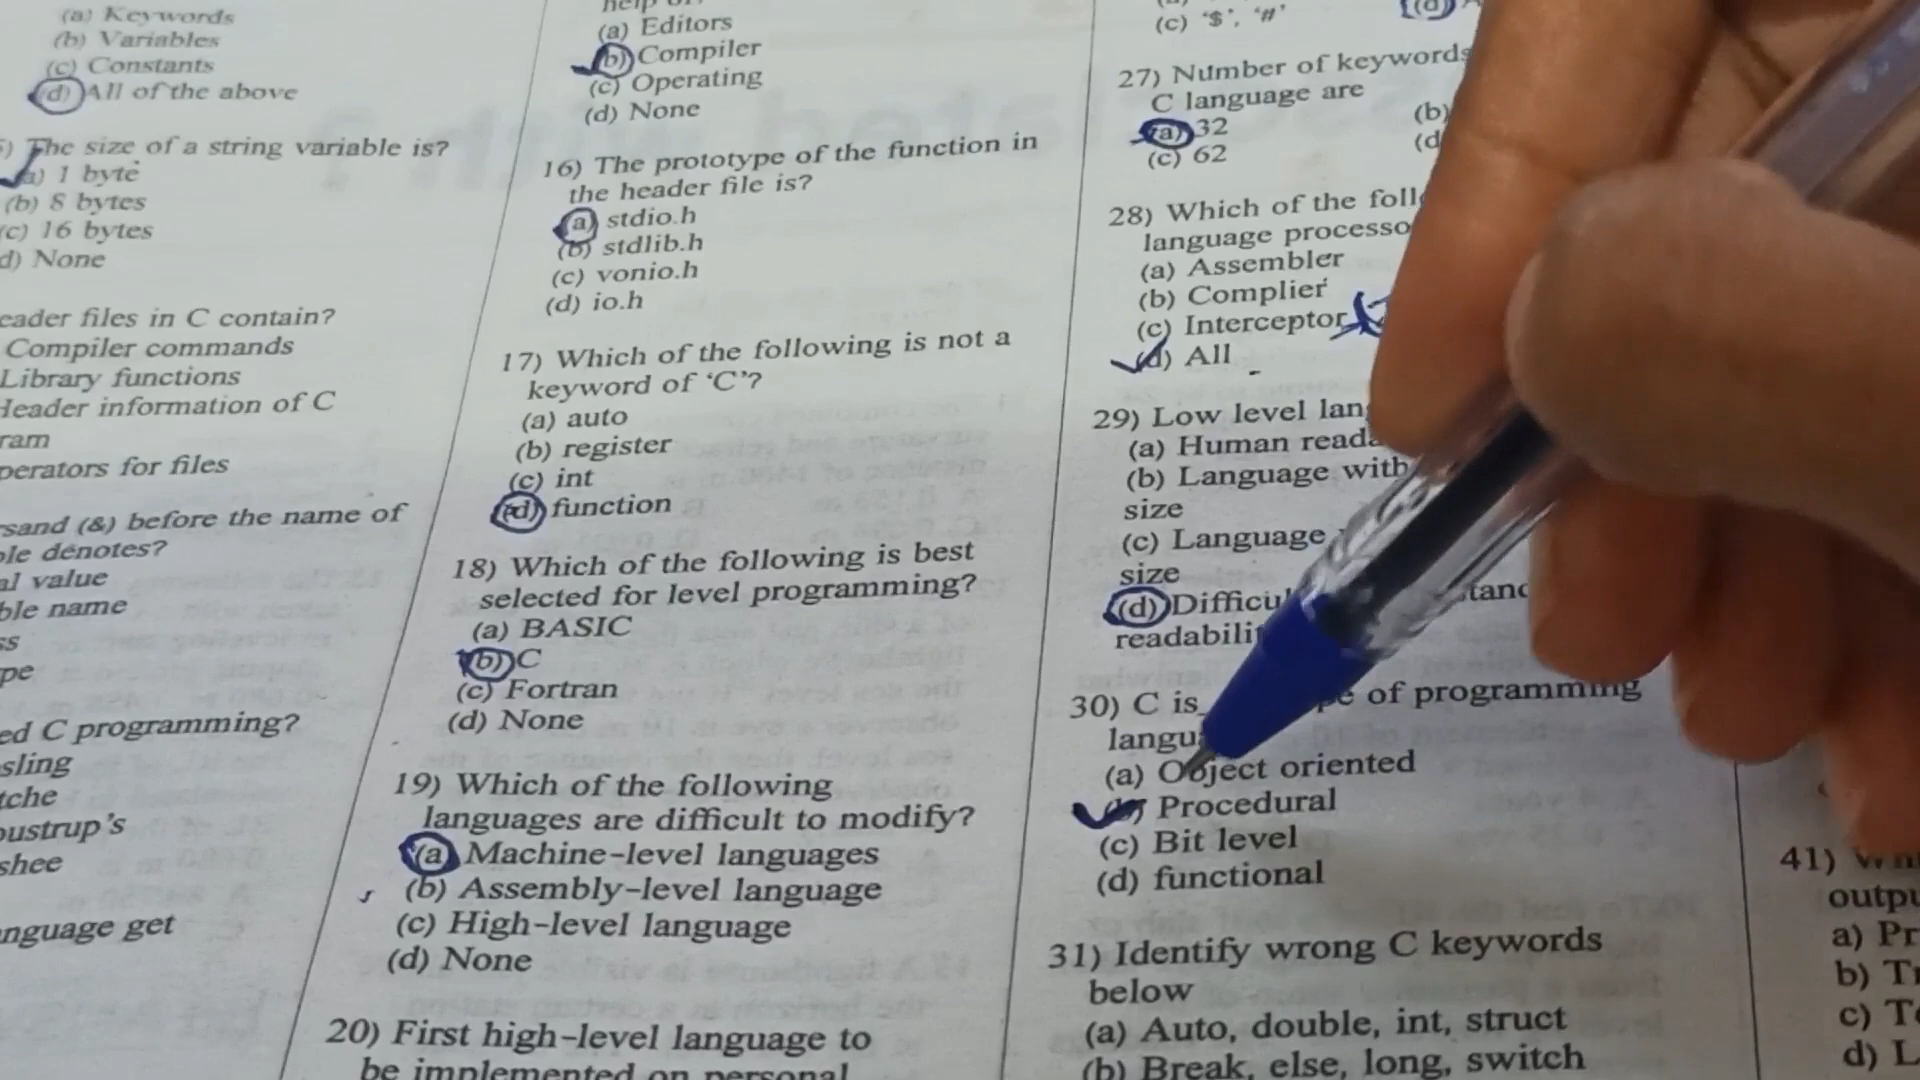 (a) Keywords
(b) Variables
(c) Constants
(d) All of the above
The size of a string variable is?
(a) 1 byte
(b) 8 bytes
(c) 16 bytes
d) None
eader files in C contain?
Compiler commands
Library functions
Header information of C
ram
perators for files
sand (&) before the name of
ble denotes?
al value
ble name
ss
pe
ed C programming?
sling
tche
oustrup's
shee
nguage get
(a) Editors
(b) Compiler
(c) Operating
(d) None
16) The prototype of the function in
the header file is?
(a) stdio.h
(b) stdlib.h
(c) vonio.h
(d) io.h
17) Which of the following is not a
keyword of 'C'?
(a) auto
(b) register
(c) int
(d) function
18) Which of the following is best
selected for level programming?
(a) BASIC
(b) C
(c) Fortran
(d) None
19) Which of the following
languages are difficult to modify?
(a) Machine-level languages
(b) Assembly-level language
(c) High-level language
(d) None
20) First high-level language to
be implemented on personal
(c) '$', '#'
(d)
27) Number of keywords
C language are
(a) 32
(b)
(c) 62
(d
28) Which of the foll
language processo
(a) Assembler
(b) Complier
(c) Interceptor
(d) All
29) Low level lan
(a) Human reada
(b) Language with
size
(c) Language
size
(d) Difficul tand
readabili
30) C is of programming
langu
(a) Object oriented
(b) Procedural
(c) Bit level
(d) functional
31) Identify wrong C keywords
below
(a) Auto, double, int, struct
(b) Break, else, long, switch
41)
outpu
a) Pr
b) Tr
c) T
d) L